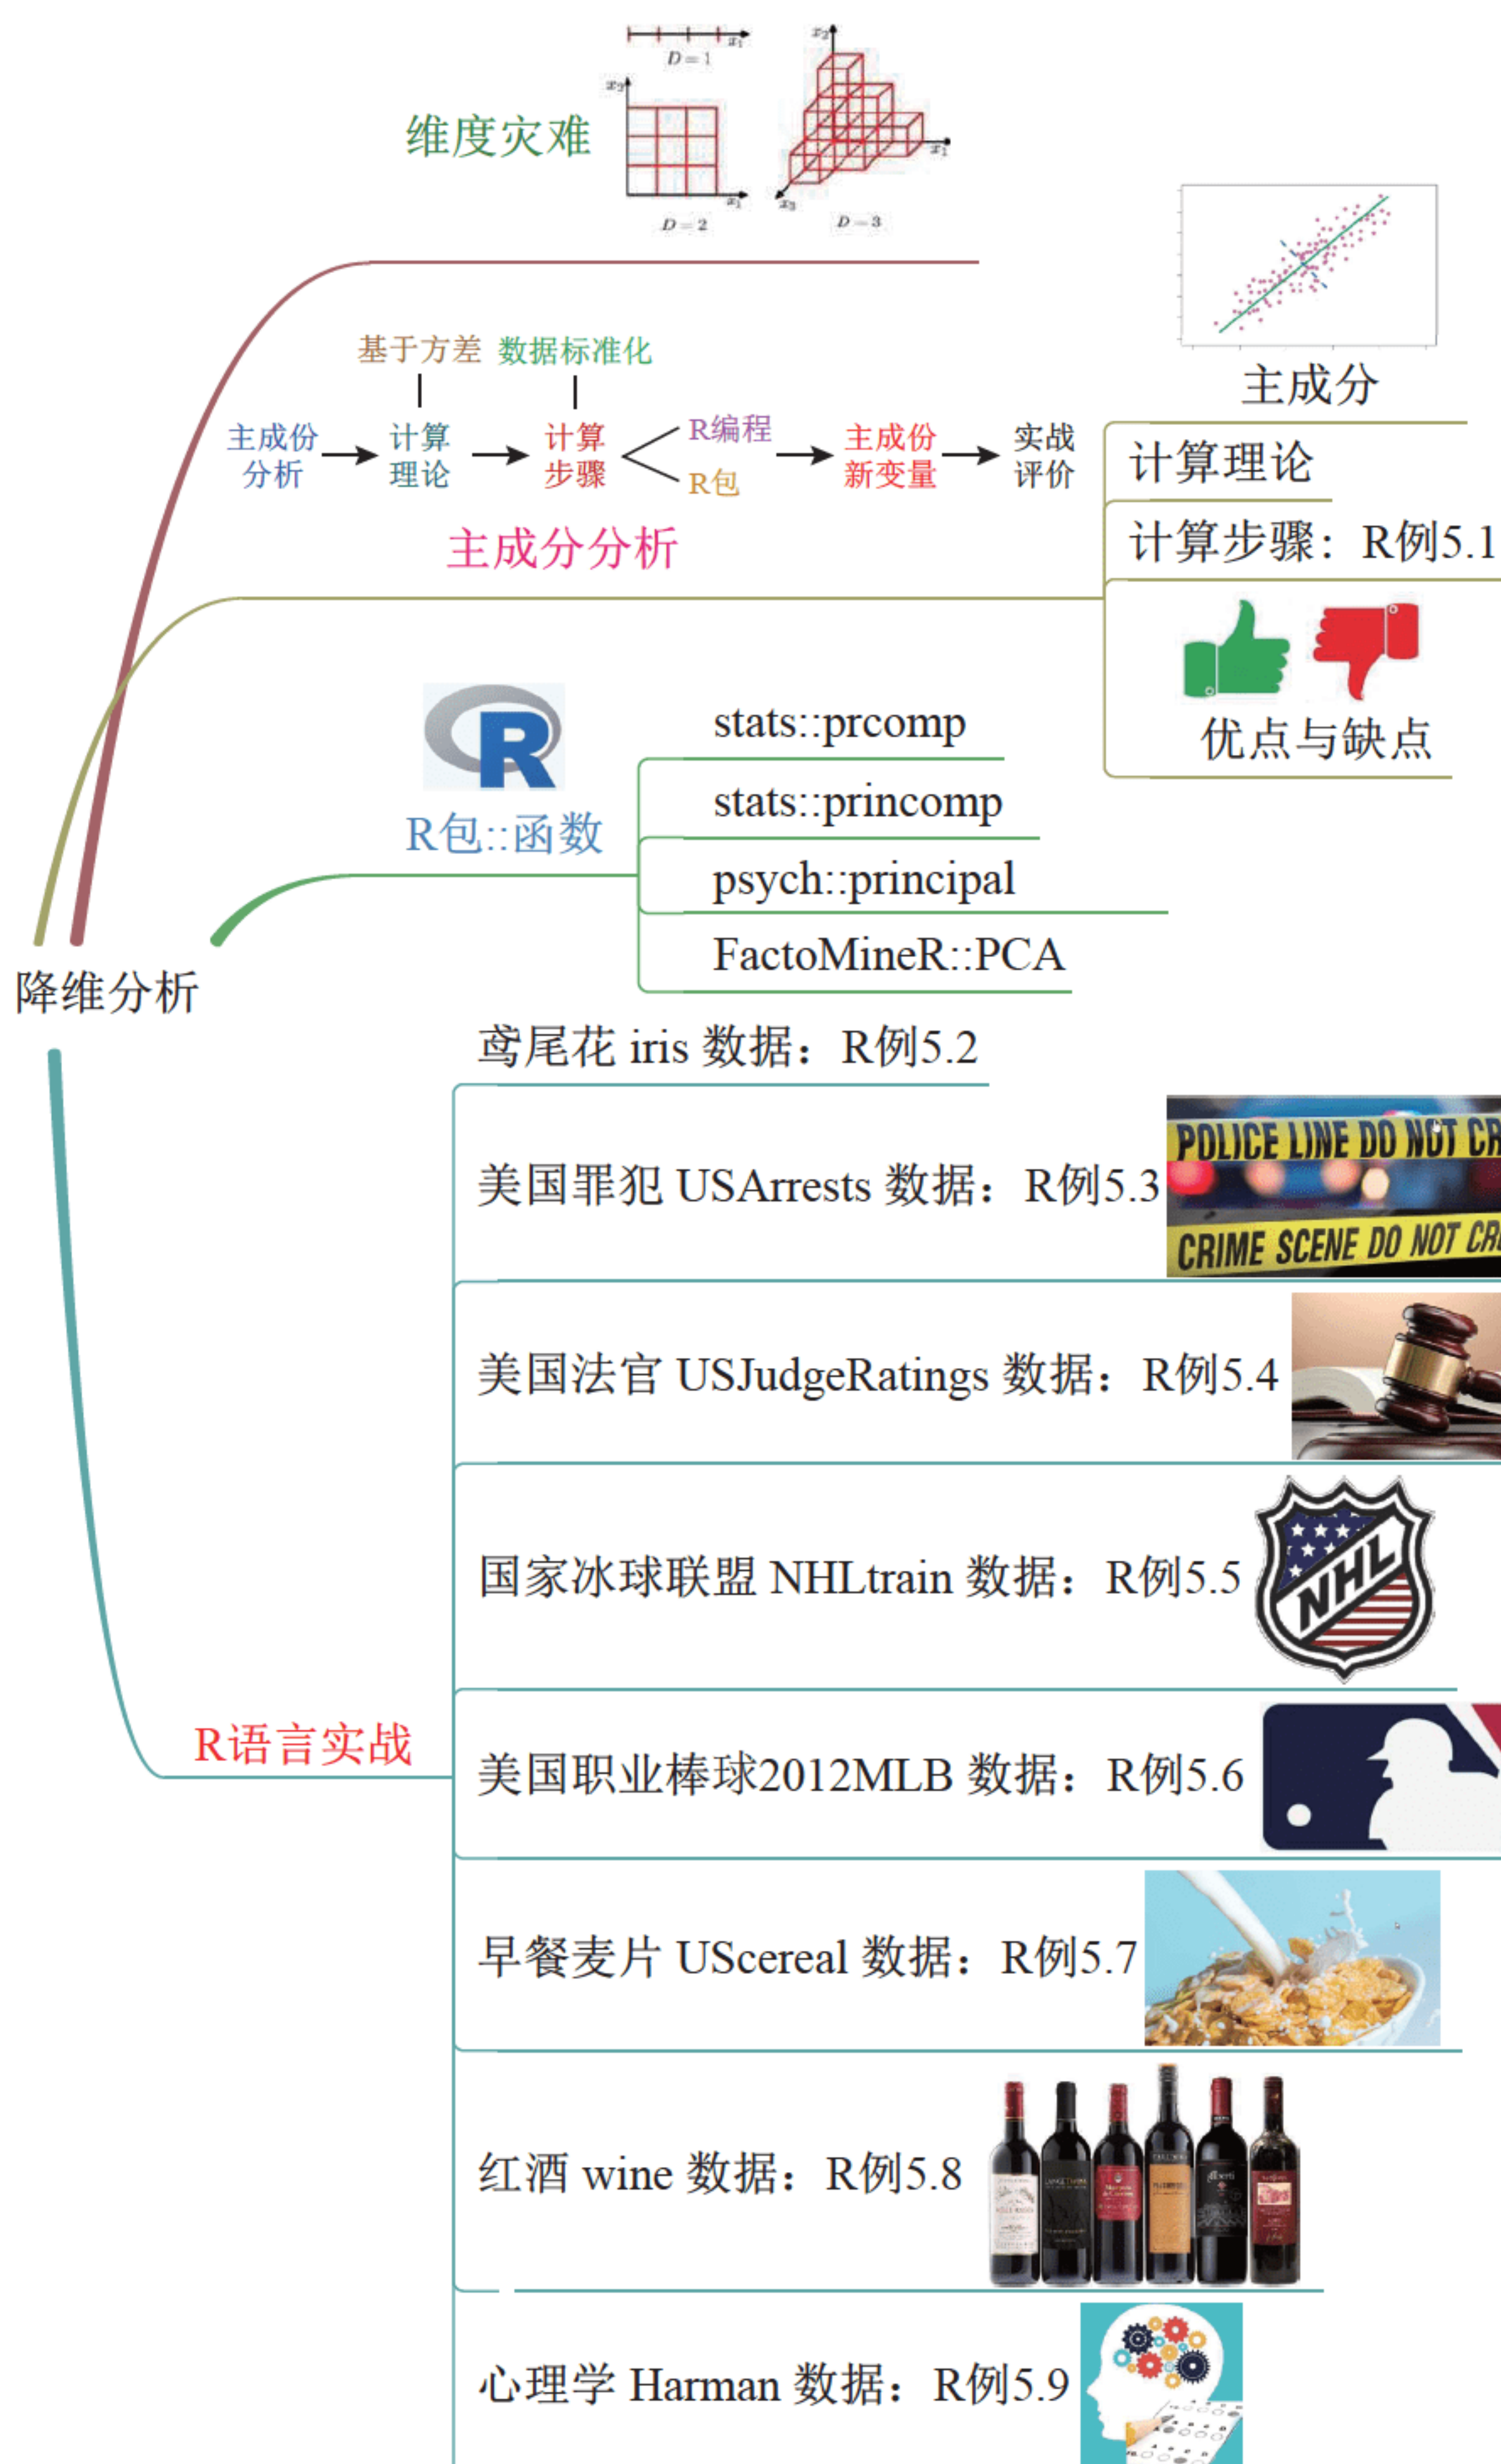 x₁
D = 1
x₂
x₁
D = 2
x₂
x₁
x₃
D = 3
维度灾难
主成分
基于方差
数据标准化
主成份
分析
计算
理论
计算
步骤
R编程
R包
主成份
新变量
实战
评价
主成分分析
计算理论
计算步骤：R例5.1
优点与缺点
R
R包::函数
stats::prcomp
stats::princomp
psych::principal
FactoMineR::PCA
降维分析
鸢尾花 iris 数据：R例5.2
美国罪犯 USArrests 数据：R例5.3
POLICE LINE DO NOT CR
CRIME SCENE DO NOT CR
美国法官 USJudgeRatings 数据：R例5.4
国家冰球联盟 NHLtrain 数据：R例5.5
NHL
R语言实战
美国职业棒球2012MLB 数据：R例5.6
早餐麦片 UScereal 数据：R例5.7
红酒 wine 数据：R例5.8
心理学 Harman 数据：R例5.9